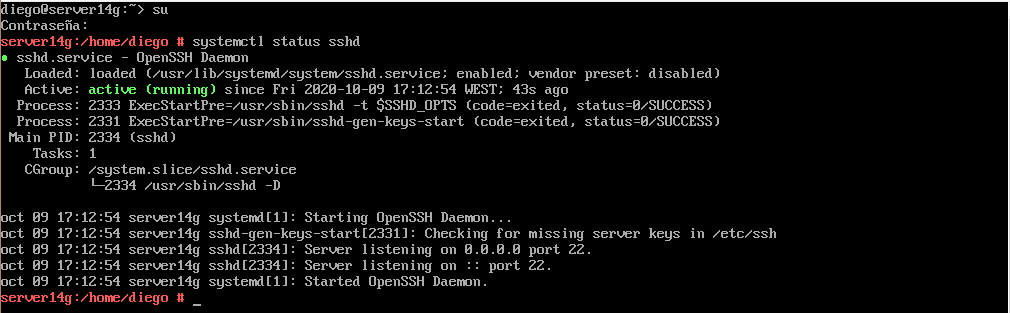 diego@server14g:~> su
Contraseña:
server14g:/home/diego # systemctl status sshd
● sshd.service - OpenSSH Daemon
Loaded: loaded (/usr/lib/systemd/system/sshd.service; enabled; vendor preset: disabled)
Active: active (running) since Fri 2020-10-09 17:12:54 WEST; 43s ago
Process: 2333 ExecStartPre=/usr/sbin/sshd -t $SSHD_OPTS (code=exited, status=0/SUCCESS)
Process: 2331 ExecStartPre=/usr/sbin/sshd-gen-keys-start (code=exited, status=0/SUCCESS)
Main PID: 2334 (sshd)
Tasks: 1
CGroup: /system.slice/sshd.service
└─2334 /usr/sbin/sshd -D
oct 09 17:12:54 server14g systemd[1]: Starting OpenSSH Daemon...
oct 09 17:12:54 server14g sshd-gen-keys-start[2331]: Checking for missing server keys in /etc/ssh
oct 09 17:12:54 server14g sshd[2334]: Server listening on 0.0.0.0 port 22.
oct 09 17:12:54 server14g sshd[2334]: Server listening on :: port 22.
oct 09 17:12:54 server14g systemd[1]: Started OpenSSH Daemon.
server14g:/home/diego # _